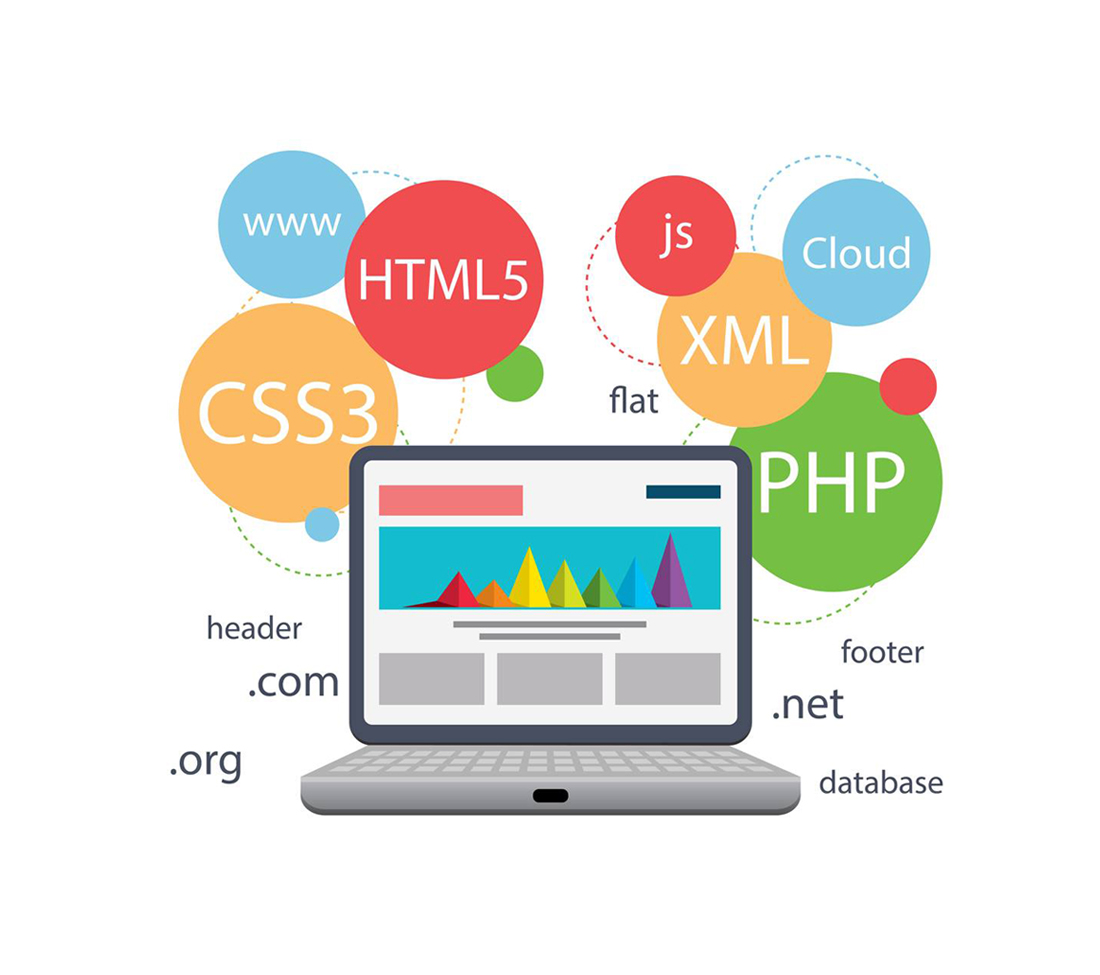 www
HTML5
CSS3
js
Cloud
XML
flat
PHP
header
.com
.org
footer
.net
database